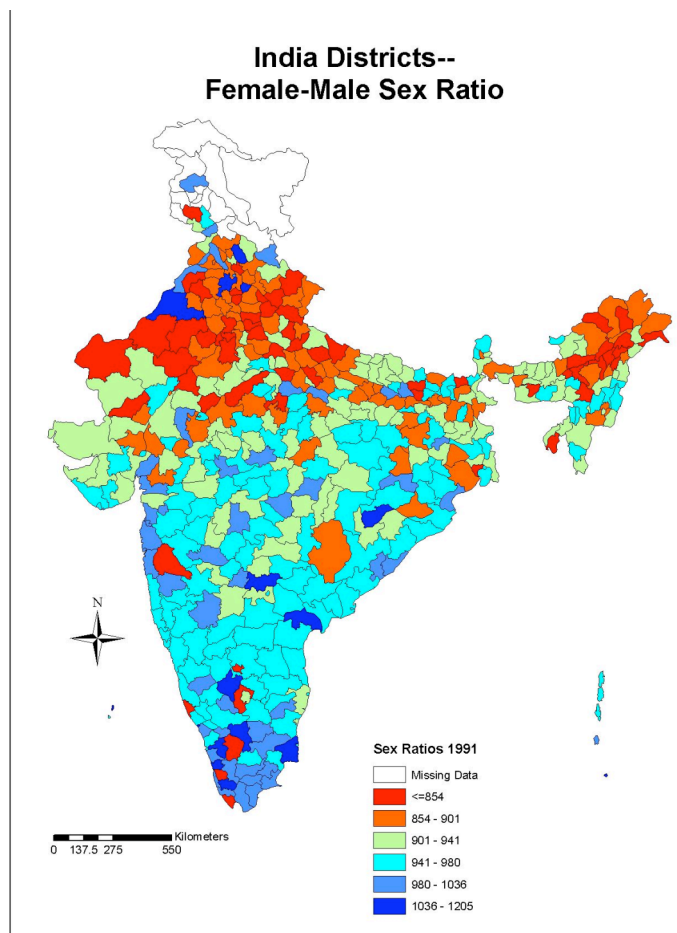 India Districts--
Female-Male Sex Ratio
N
Sex Ratios 1991
Missing Data
<=854
854 - 901
901 - 941
941 - 980
980 - 1036
1036 - 1205
Kilometers
0 137.5 275 550